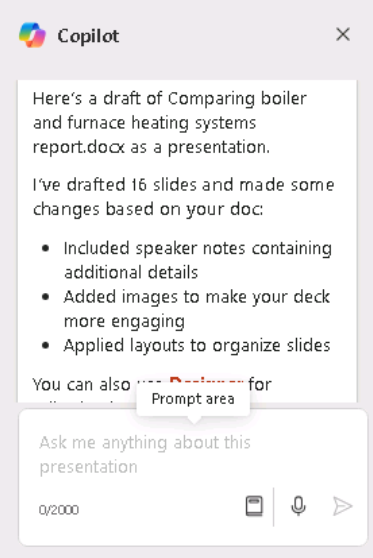 Copilot
Here's a draft of Comparing boiler
and furnace heating systems
report.docx as a presentation.
I've drafted 16 slides and made some
changes based on your doc:
• Included speaker notes containing
additional details
• Added images to make your deck
more engaging
• Applied layouts to organize slides
You can also use Designer for
Prompt area
Ask me anything about this
presentation
0/2000